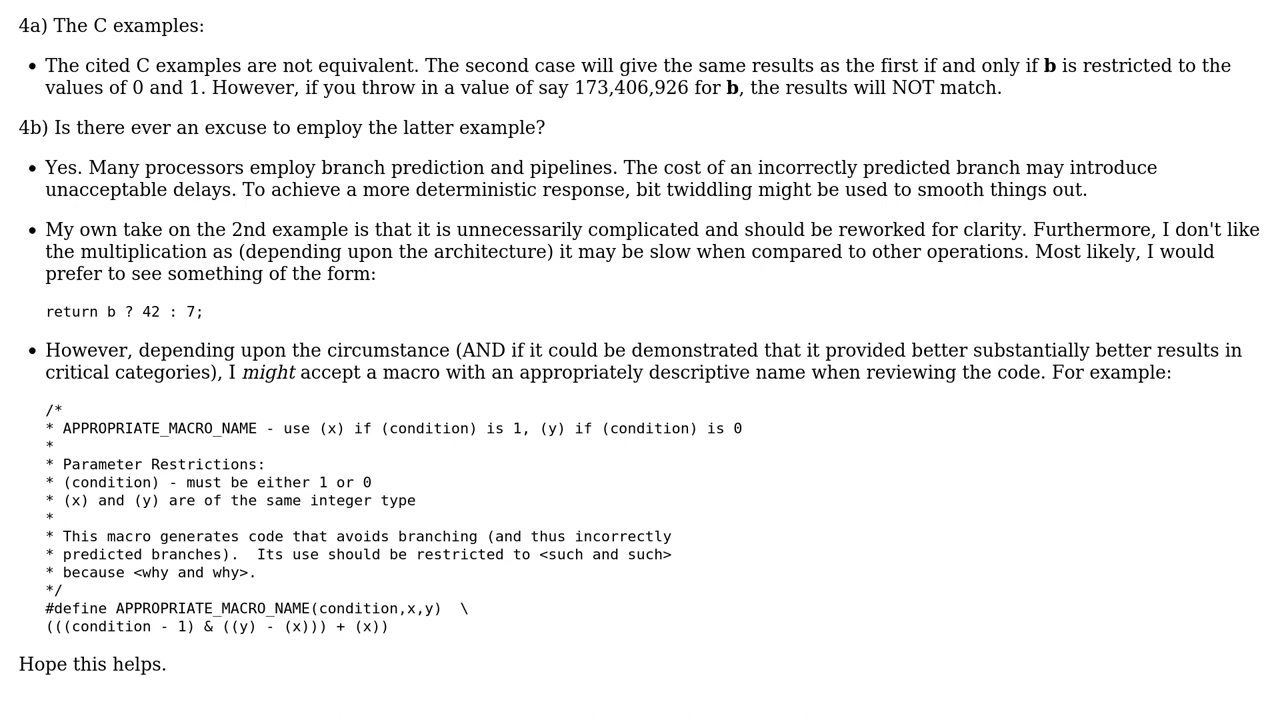 4a) The C examples:
• The cited C examples are not equivalent. The second case will give the same results as the first if and only if b is restricted to the
values of 0 and 1. However, if you throw in a value of say 173,406,926 for b, the results will NOT match.
4b) Is there ever an excuse to employ the latter example?
• Yes. Many processors employ branch prediction and pipelines. The cost of an incorrectly predicted branch may introduce
unacceptable delays. To achieve a more deterministic response, bit twiddling might be used to smooth things out.
• My own take on the 2nd example is that it is unnecessarily complicated and should be reworked for clarity. Furthermore, I don't like
the multiplication as (depending upon the architecture) it may be slow when compared to other operations. Most likely, I would
prefer to see something of the form:
return b ? 42 : 7;
• However, depending upon the circumstance (AND if it could be demonstrated that it provided better substantially better results in
critical categories), I might accept a macro with an appropriately descriptive name when reviewing the code. For example:
/*
* APPROPRIATE_MACRO_NAME - use (x) if (condition) is 1, (y) if (condition) is 0
*
* Parameter Restrictions:
* (condition) - must be either 1 or 0
* (x) and (y) are of the same integer type
*
* This macro generates code that avoids branching (and thus incorrectly
* predicted branches).  Its use should be restricted to <such and such>
* because <why and why>.
*/
#define APPROPRIATE_MACRO_NAME(condition,x,y)  \
(((condition - 1) & ((y) - (x))) + (x))
Hope this helps.